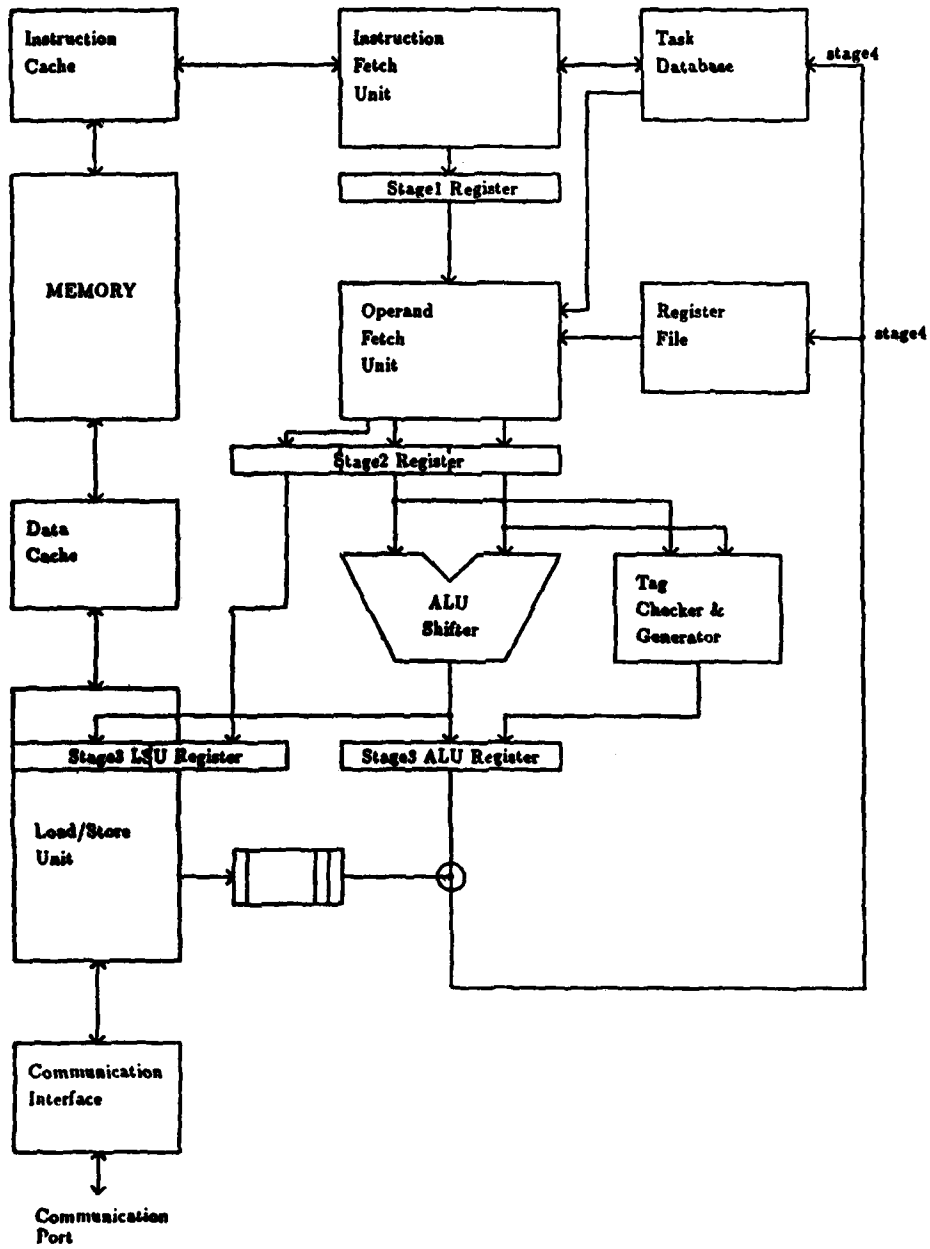 Instruction
Cache
Instruction
Fetch
Unit
Task
Database
stage4
Stage1 Register
MEMORY
Operand
Fetch
Unit
Register
File
stage4
Stage2 Register
Data
Cache
ALU
Shifter
Tag
Checker &
Generator
Stage3 LSU Register
Stage3 ALU Register
Load/Store
Unit
Communication
Interface
Communication
Port